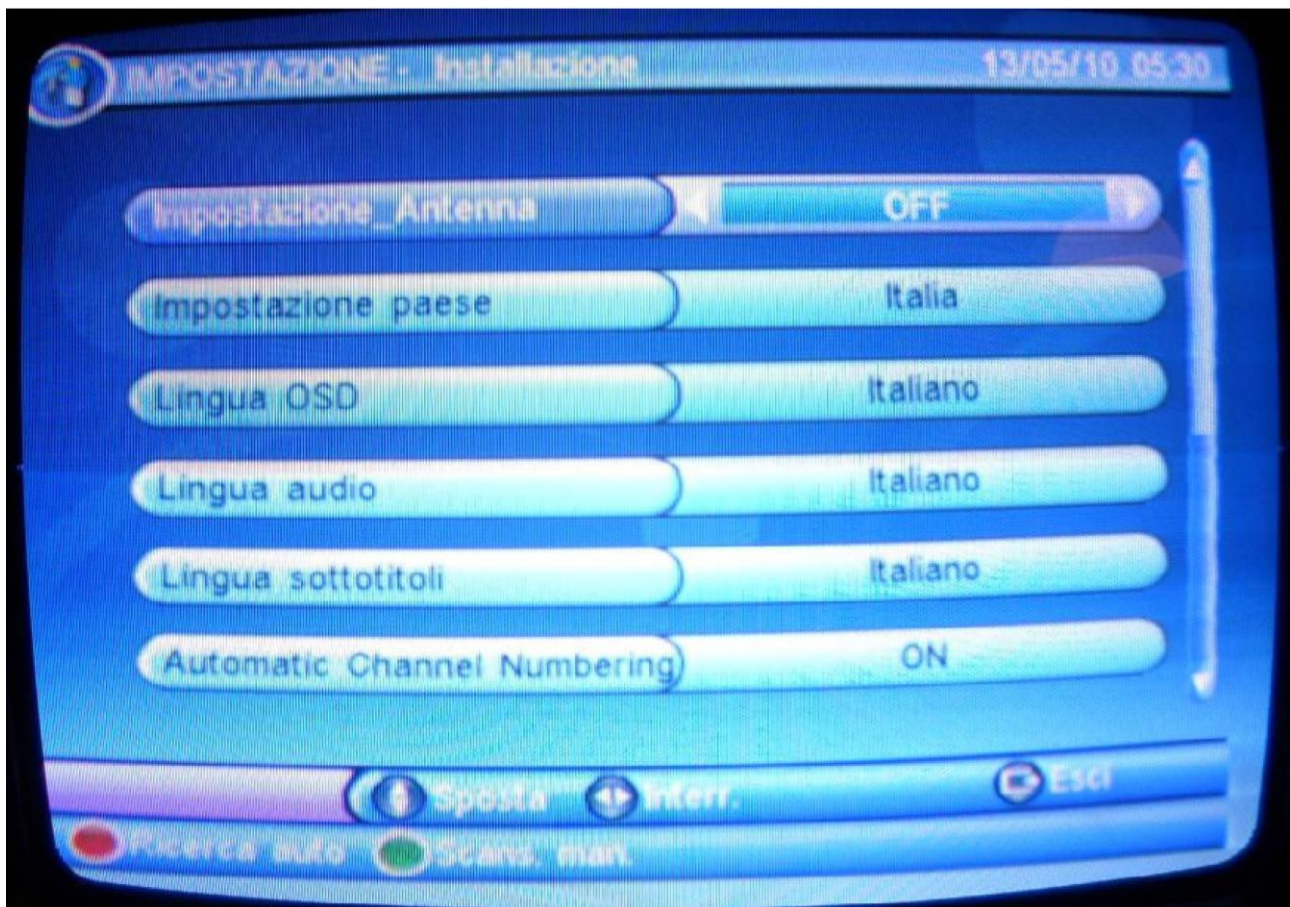 IMPOSTAZIONE - Installazione 13/05/10 05:30
Impostazione_Antenna OFF
Impostazione paese Italia
Lingua OSD Italiano
Lingua audio Italiano
Lingua sottotitoli Italiano
Automatic Channel Numbering ON
Sposta Interr. Esci
Ricerca auto Scans. man.